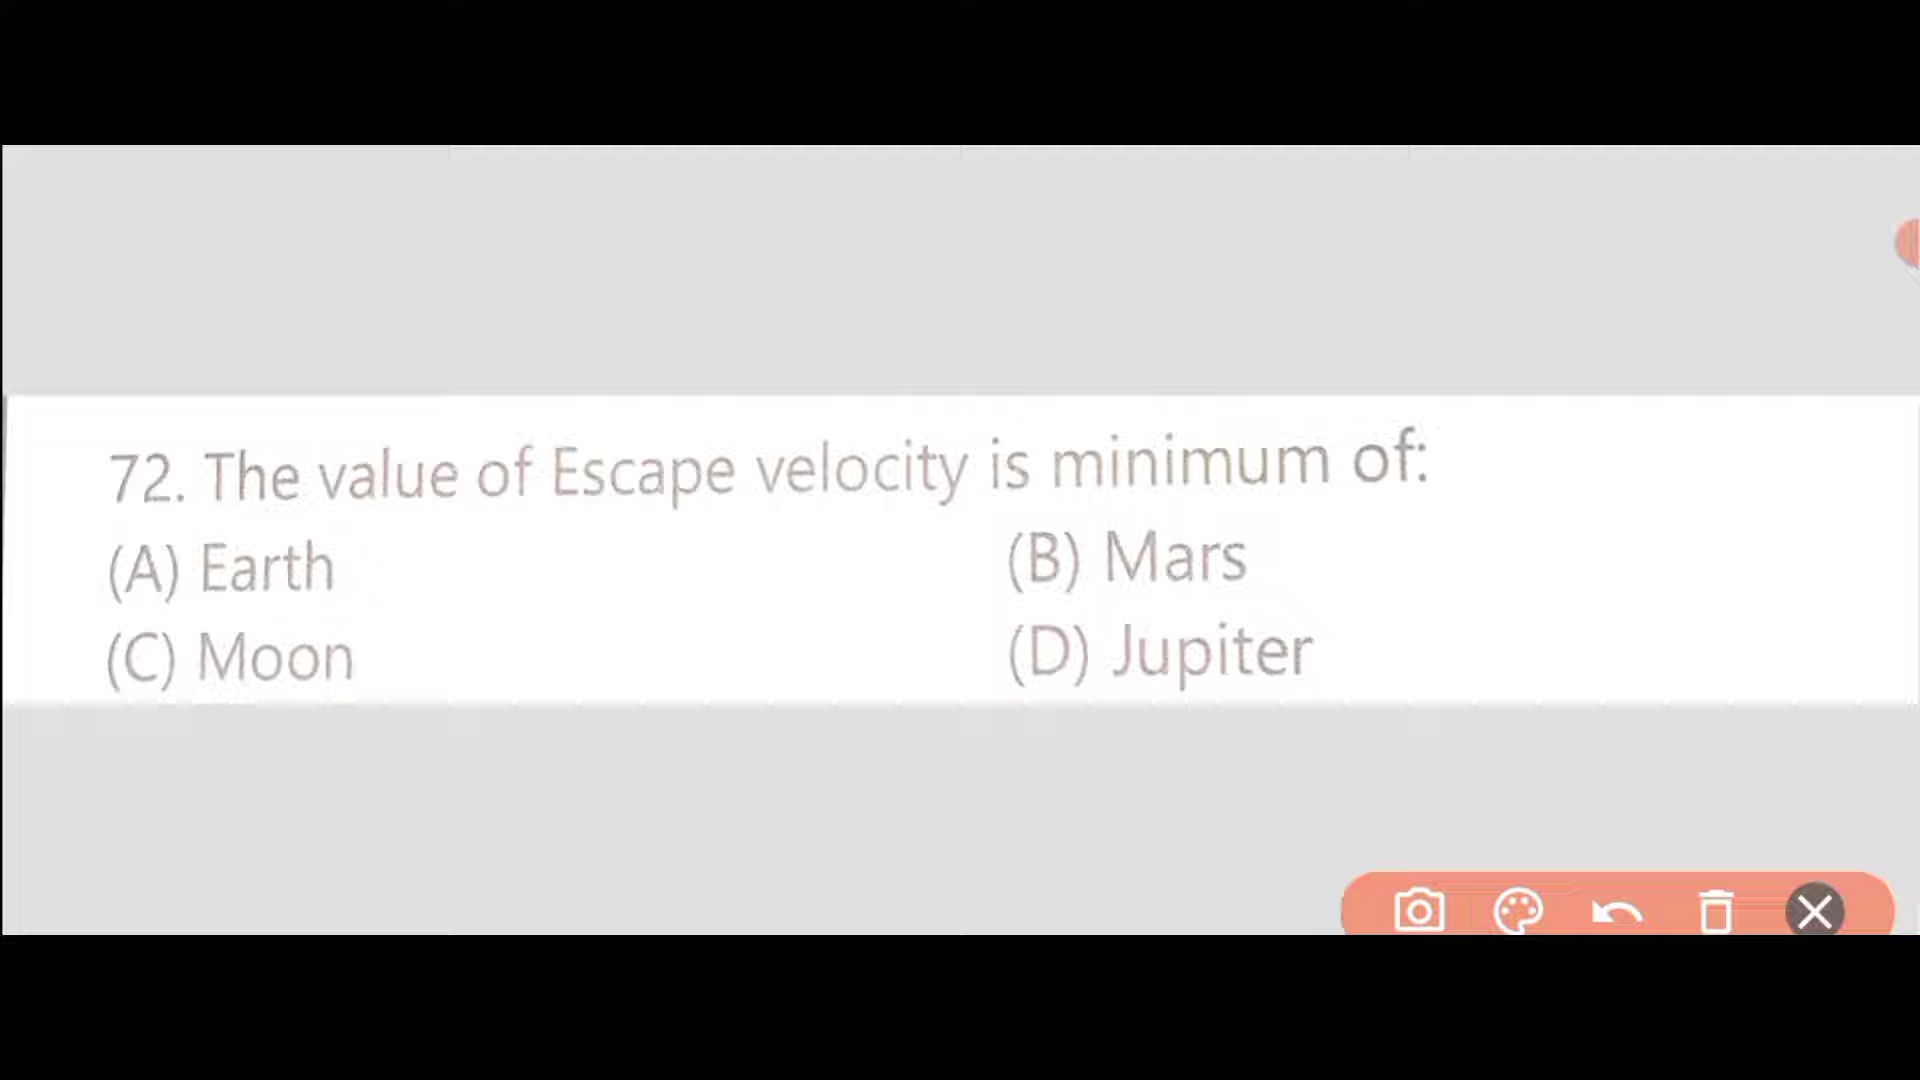 72. The value of Escape velocity is minimum of:
(A) Earth (B) Mars
(C) Moon (D) Jupiter